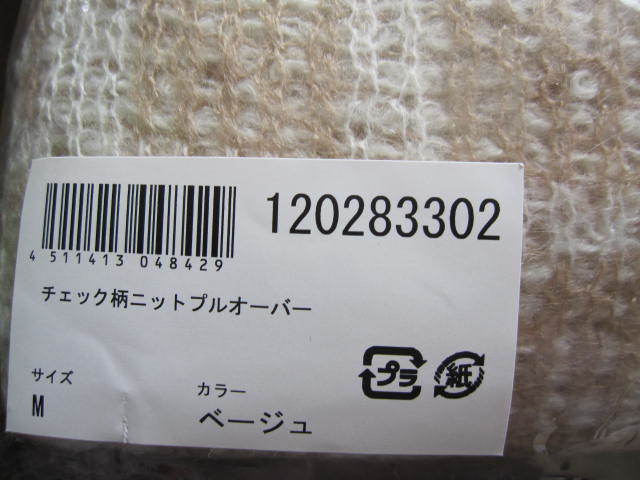 120283302
4 511413 048429
チェック柄ニットプルオーバー
プラ 紙
サイズ カラー
M ベージュ